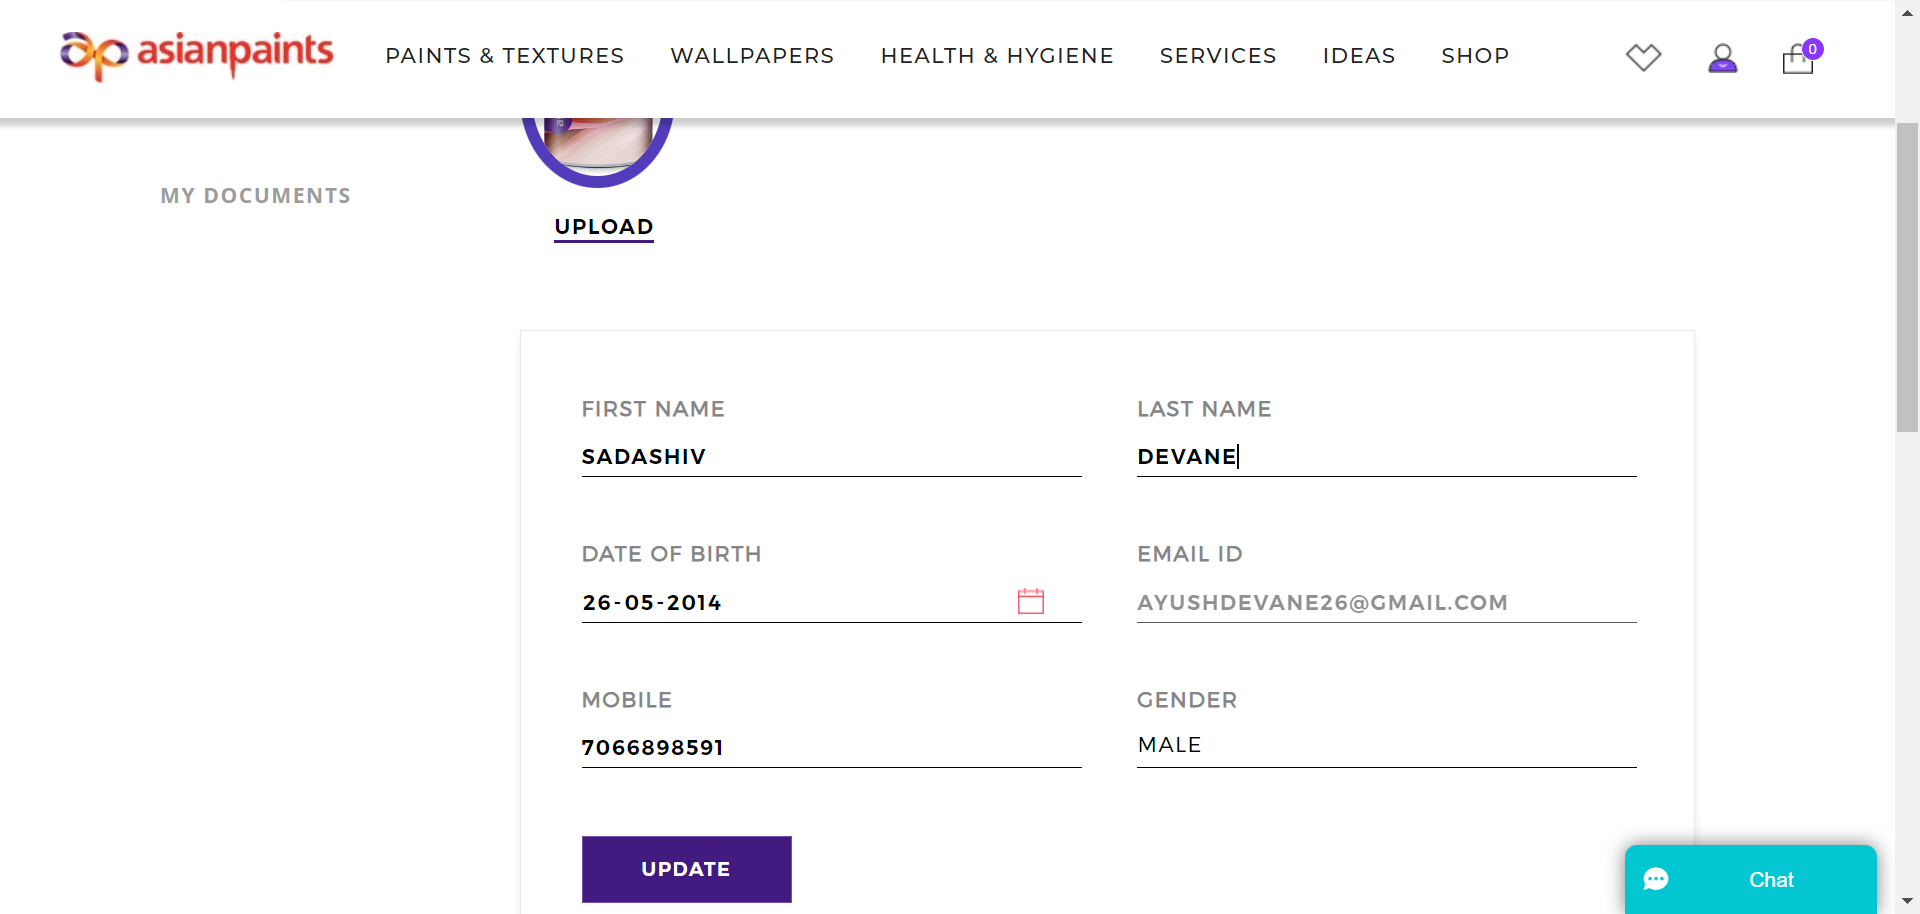 asianpaints
PAINTS & TEXTURES WALLPAPERS HEALTH & HYGIENE SERVICES IDEAS SHOP
0
MY DOCUMENTS
UPLOAD
FIRST NAME
SADASHIV
LAST NAME
DEVANE
DATE OF BIRTH
26-05-2014
EMAIL ID
AYUSHDEVANE26@GMAIL.COM
MOBILE
7066898591
GENDER
MALE
UPDATE
Chat